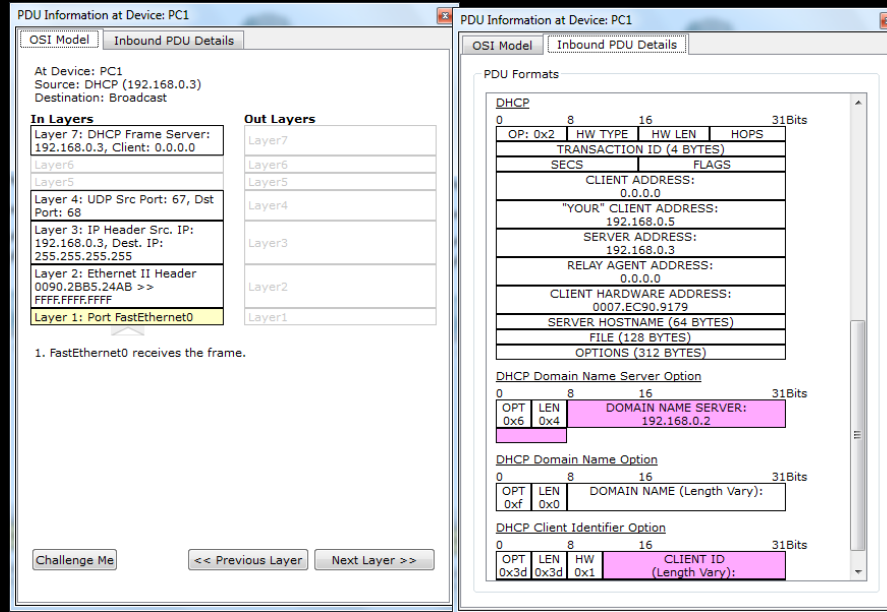 PDU Information at Device: PC1
OSI Model
Inbound PDU Details
At Device: PC1
Source: DHCP (192.168.0.3)
Destination: Broadcast
In Layers
Out Layers
Layer 7: DHCP Frame Server:
192.168.0.3, Client: 0.0.0.0
Layer7
Layer6
Layer6
Layer5
Layer5
Layer 4: UDP Src Port: 67, Dst
Port: 68
Layer4
Layer 3: IP Header Src. IP:
192.168.0.3, Dest. IP:
255.255.255.255
Layer3
Layer 2: Ethernet II Header
0090.2BB5.24AB >>
FFFF.FFFF.FFFF
Layer2
Layer 1: Port FastEthernet0
Layer1
1. FastEthernet0 receives the frame.
Challenge Me
<< Previous Layer
Next Layer >>
PDU Information at Device: PC1
OSI Model
Inbound PDU Details
PDU Formats
DHCP
0 8 16 31Bits
OP: 0x2 HW TYPE HW LEN HOPS
TRANSACTION ID (4 BYTES)
SECS FLAGS
CLIENT ADDRESS:
0.0.0.0
"YOUR" CLIENT ADDRESS:
192.168.0.5
SERVER ADDRESS:
192.168.0.3
RELAY AGENT ADDRESS:
0.0.0.0
CLIENT HARDWARE ADDRESS:
0007.EC90.9179
SERVER HOSTNAME (64 BYTES)
FILE (128 BYTES)
OPTIONS (312 BYTES)
DHCP Domain Name Server Option
0 8 16 31Bits
OPT LEN DOMAIN NAME SERVER:
0x6 0x4 192.168.0.2
DHCP Domain Name Option
0 8 16 31Bits
OPT LEN DOMAIN NAME (Length Vary):
0xf 0x0
DHCP Client Identifier Option
0 8 16 31Bits
OPT LEN HW CLIENT ID
0x3d 0x3d 0x1 (Length Vary):